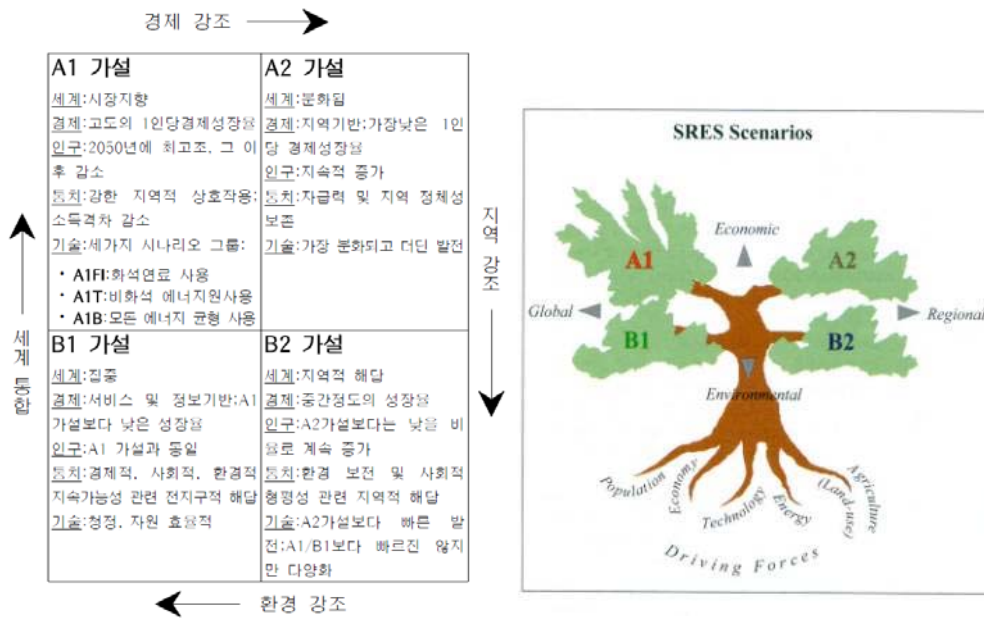 경제 강조
A1 가설
세계:시장지향
경제:고도의 1인당경제성장율
인구:2050년에 최고조, 그 이
후 감소
통치:강한 지역적 상호작용;
소득격차 감소
기술:세가지 시나리오 그룹:
· A1FI:화석연료 사용
· A1T:비화석 에너지원사용
· A1B:모든 에너지 균형 사용
A2 가설
세계:분화됨
경제:지역기반;가장낮은 1인
당 경제성장율
인구:지속적 증가
통치:자급력 및 지역 정체성
보존
기술:가장 분화되고 더딘 발전
세계 통합
지역 강조
B1 가설
세계:집중
경제:서비스 및 정보기반;A1
가설보다 낮은 성장율
인구:A1 가설과 동일
통치:경제적, 사회적, 환경적
지속가능성 관련 전지구적 해답
기술:청정, 자원 효율적
B2 가설
세계:지역적 해답
경제:중간정도의 성장율
인구:A2가설보다는 낮을 비
율로 계속 증가
통치:환경 보전 및 사회적
형평성 관련 지역적 해답
기술:A2가설보다 빠른 발
전;A1/B1보다 빠르진 않지
만 다양화
환경 강조
SRES Scenarios
Economic
A1
A2
Global
Regional
B1
B2
Environmental
Population
Economy
Technology
Energy
Agriculture
(Land-use)
Driving Forces